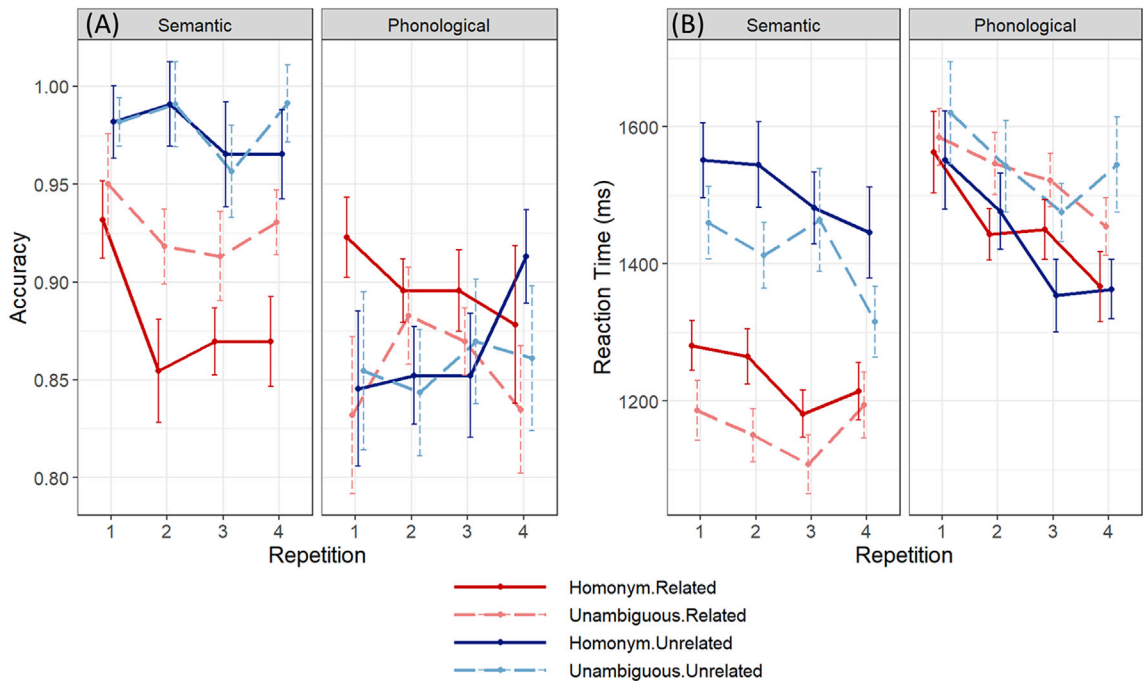 (A) Semantic Phonological
Accuracy
1.00
0.95
0.90
0.85
0.80
1 2 3 4 1 2 3 4
Repetition
(B) Semantic Phonological
Reaction Time (ms)
1600
1400
1200
1 2 3 4 1 2 3 4
Repetition
Homonym.Related
Unambiguous.Related
Homonym.Unrelated
Unambiguous.Unrelated